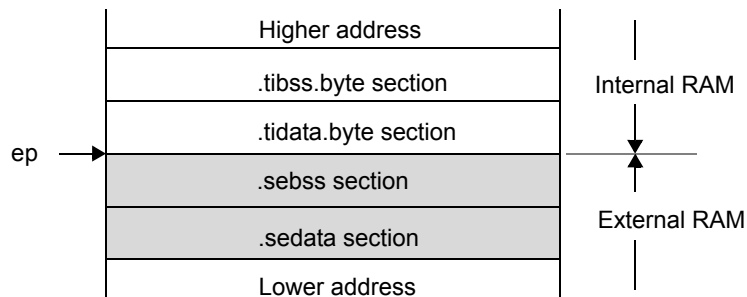 Higher address
.tibss.byte section
Internal RAM
.tidata.byte section
ep
.sebss section
External RAM
.sedata section
Lower address